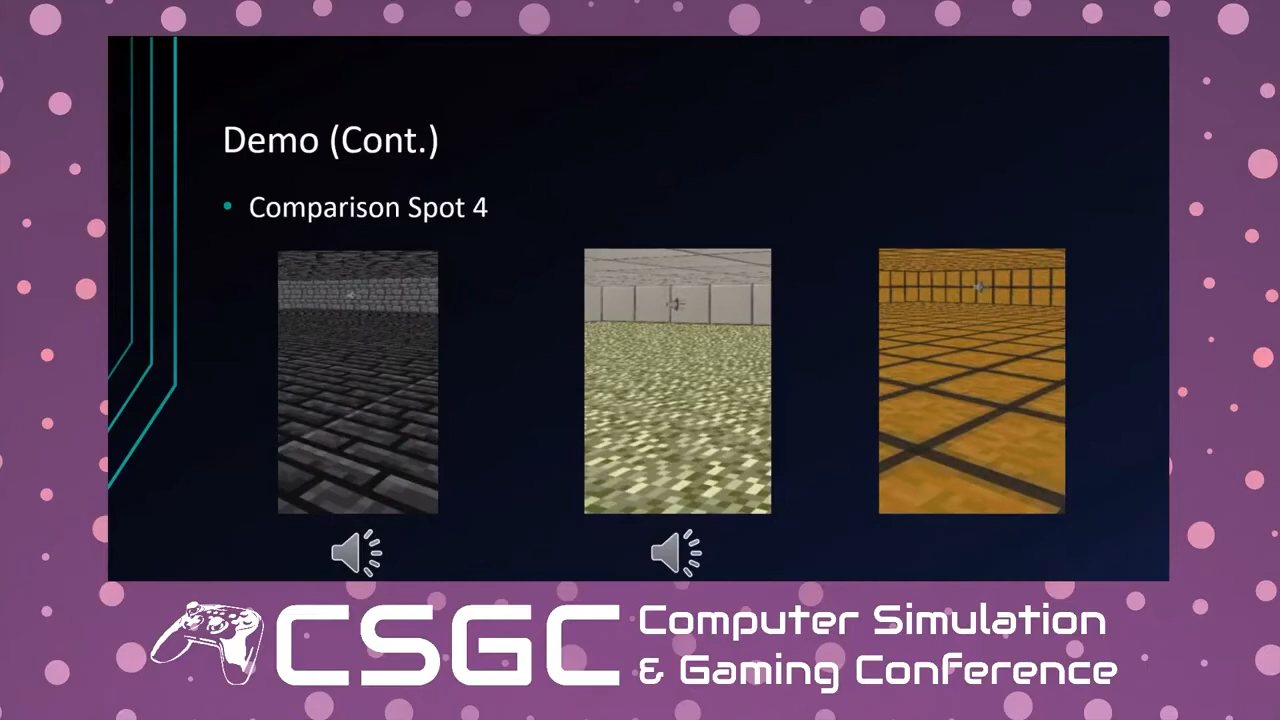 Demo (Cont.)
• Comparison Spot 4
CSGC
Computer Simulation
& Gaming Conference